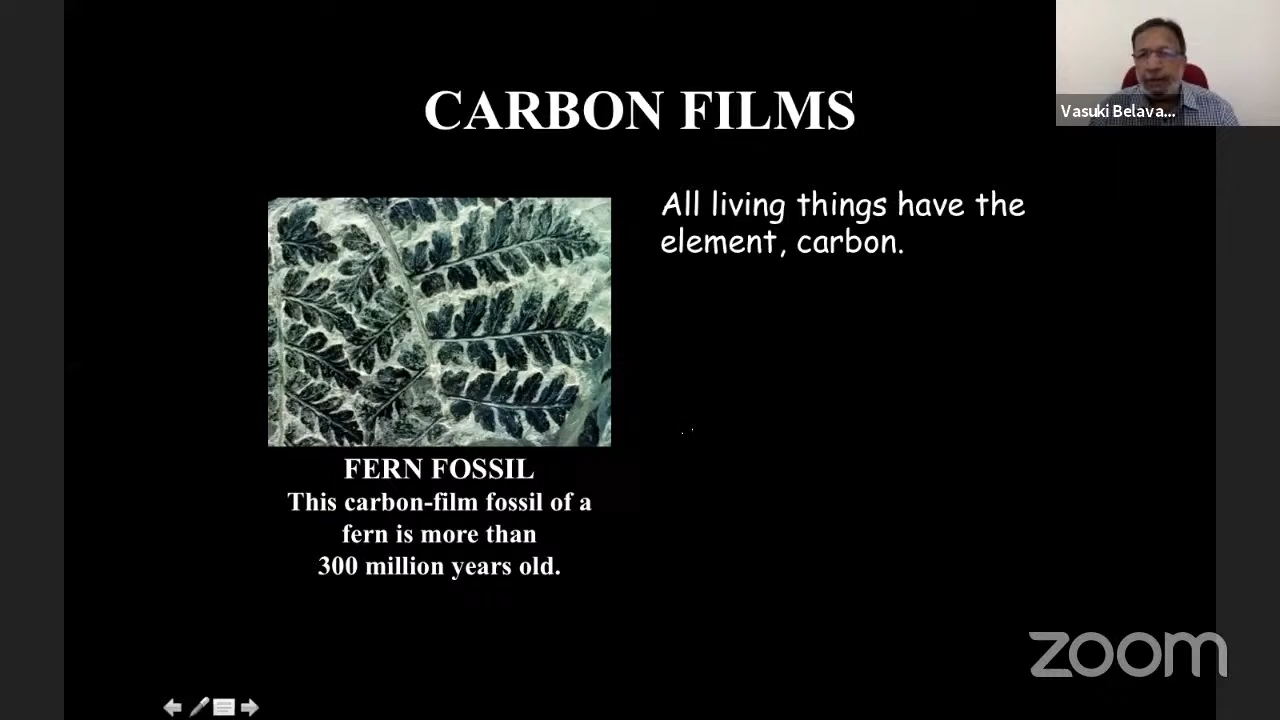 CARBON FILMS
Vasuki Belava...
All living things have the
element, carbon.
FERN FOSSIL
This carbon-film fossil of a
fern is more than
300 million years old.
zoom